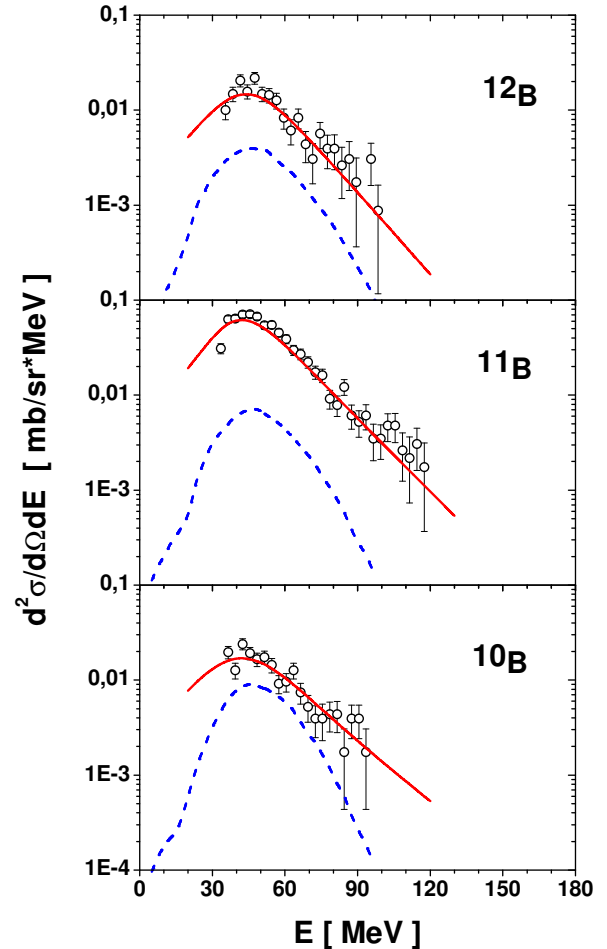 0,1
12B
0,01
1E-3
0,1
11B
0,01
1E-3
0,1
10B
0,01
1E-3
1E-4
0 30 60 90 120 150 180
E [ MeV ]
d²σ/dΩdE [ mb/sr*MeV ]